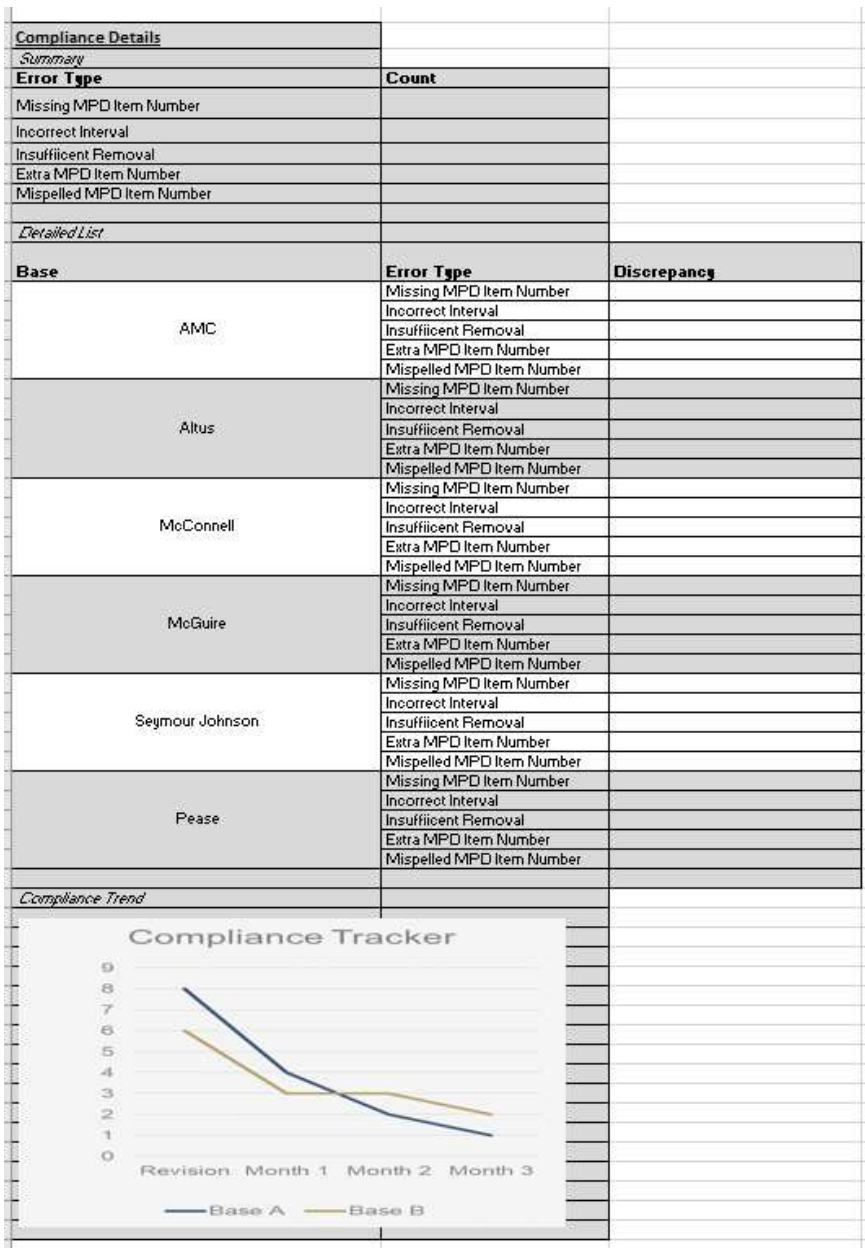 Compliance Details
Summary
Error Type Count
Missing MPD Item Number
Incorrect Interval
Insuffiicent Removal
Extra MPD Item Number
Mispelled MPD Item Number
Detailed List
Base Error Type Discrepancy
AMC
Missing MPD Item Number
Incorrect Interval
Insuffiicent Removal
Extra MPD Item Number
Mispelled MPD Item Number
Altus
Missing MPD Item Number
Incorrect Interval
Insuffiicent Removal
Extra MPD Item Number
Mispelled MPD Item Number
McConnell
Missing MPD Item Number
Incorrect Interval
Insuffiicent Removal
Extra MPD Item Number
Mispelled MPD Item Number
McGuire
Missing MPD Item Number
Incorrect Interval
Insuffiicent Removal
Extra MPD Item Number
Mispelled MPD Item Number
Seymour Johnson
Missing MPD Item Number
Incorrect Interval
Insuffiicent Removal
Extra MPD Item Number
Mispelled MPD Item Number
Pease
Missing MPD Item Number
Incorrect Interval
Insuffiicent Removal
Extra MPD Item Number
Mispelled MPD Item Number
Compliance Trend
Compliance Tracker
9
8
7
6
5
4
3
2
1
0
Revision Month 1 Month 2 Month 3
Base A Base B